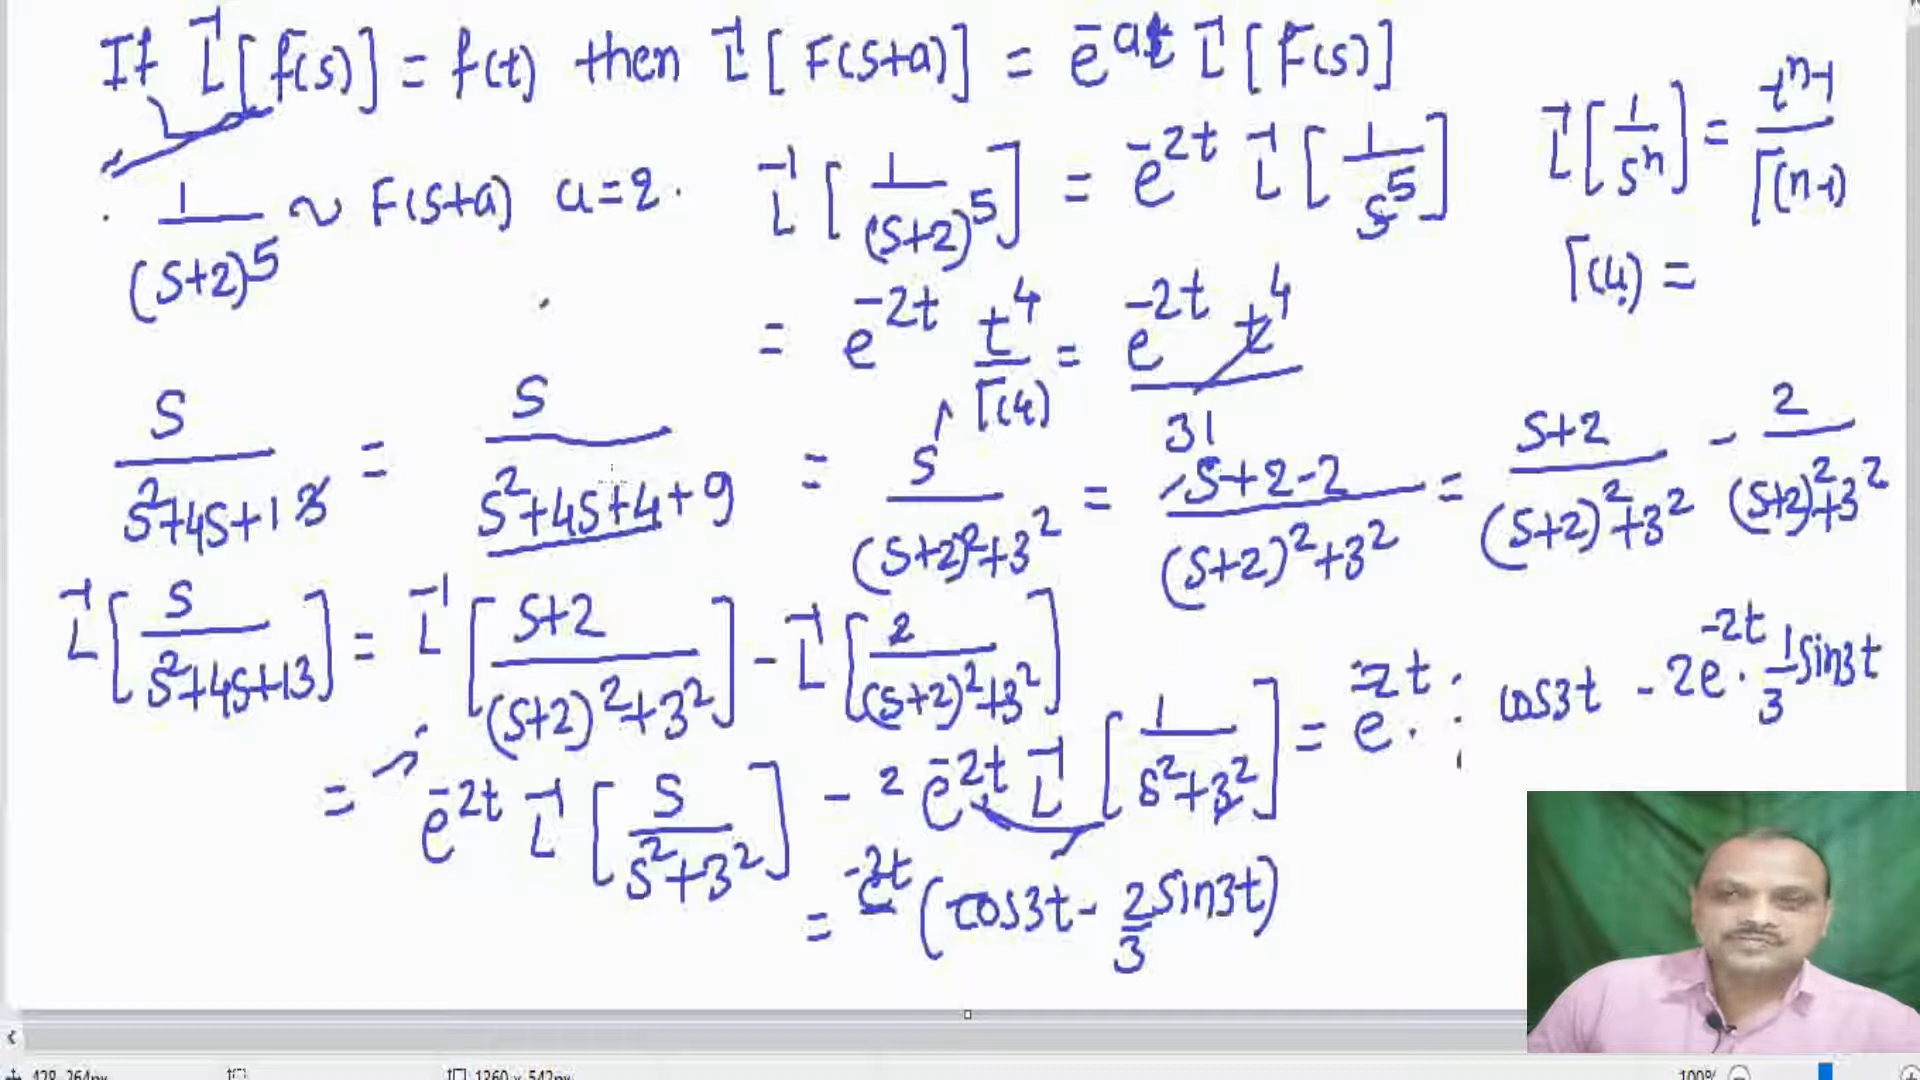 If L⁻¹[f(s)] = f(t) then L⁻¹[F(s+a)] = e^-at L⁻¹[F(s)]
L⁻¹[1/s^n] = t^(n-1)/Γ(n-1)
1/(s+2)^5 ~ F(s+a) a=2. L⁻¹[1/(s+2)^5] = e^-2t L⁻¹[1/s^5]
Γ(4) =
= e^-2t t^4/Γ(4) = e^-2t t^4/3!
s/(s²+4s+13) = s/(s²+4s+4+9) = s/((s+2)²+3²) = (s+2-2)/((s+2)²+3²) = (s+2)/((s+2)²+3²) - 2/((s+2)²+3²)
L⁻¹[s/(s²+4s+13)] = L⁻¹[(s+2)/((s+2)²+3²)] - L⁻¹[2/((s+2)²+3²)]
= e^-2t L⁻¹[s/(s²+3²)] - 2 e^-2t L⁻¹[1/(s²+3²)] = e^-2t. cos3t - 2e^-2t. 1/3 sin3t
= e^-2t (cos3t - 2/3 sin3t)
1260 × 542px
100%